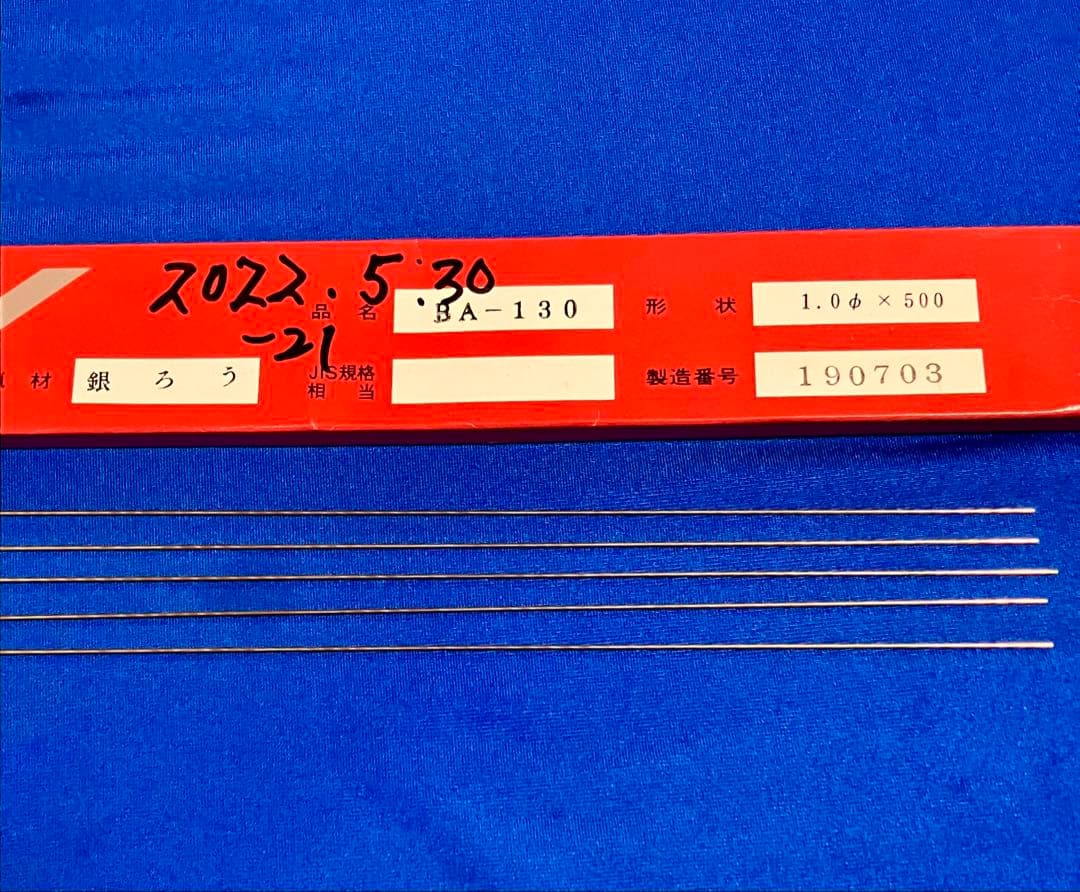 2022.5.30
-21
品名 BA-130
形状 1.0φ×500
材 銀ろう
JIS規格
相当
製造番号 190703